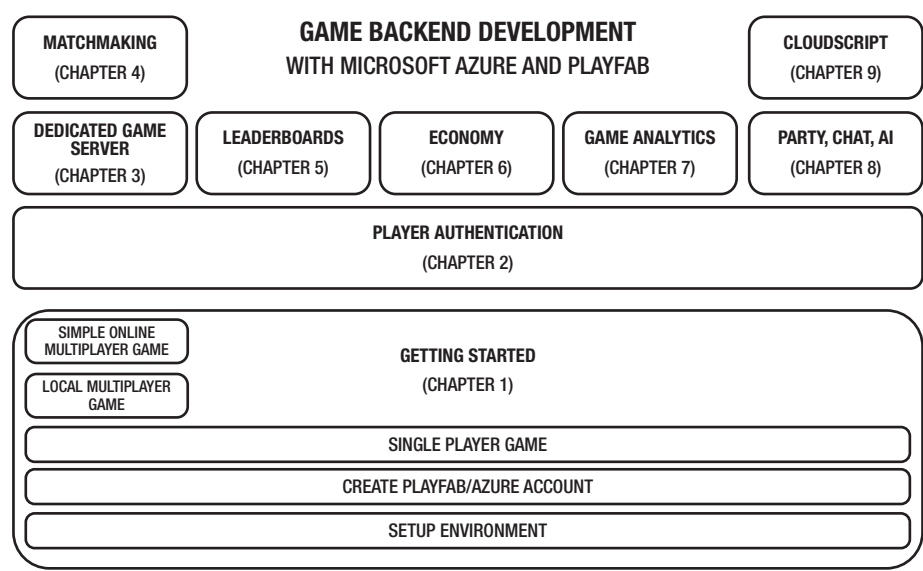 GAME BACKEND DEVELOPMENT
WITH MICROSOFT AZURE AND PLAYFAB
MATCHMAKING
(CHAPTER 4)
CLOUDSCRIPT
(CHAPTER 9)
DEDICATED GAME
SERVER
(CHAPTER 3)
LEADERBOARDS
(CHAPTER 5)
ECONOMY
(CHAPTER 6)
GAME ANALYTICS
(CHAPTER 7)
PARTY, CHAT, AI
(CHAPTER 8)
PLAYER AUTHENTICATION
(CHAPTER 2)
SIMPLE ONLINE
MULTIPLAYER GAME
LOCAL MULTIPLAYER
GAME
GETTING STARTED
(CHAPTER 1)
SINGLE PLAYER GAME
CREATE PLAYFAB/AZURE ACCOUNT
SETUP ENVIRONMENT